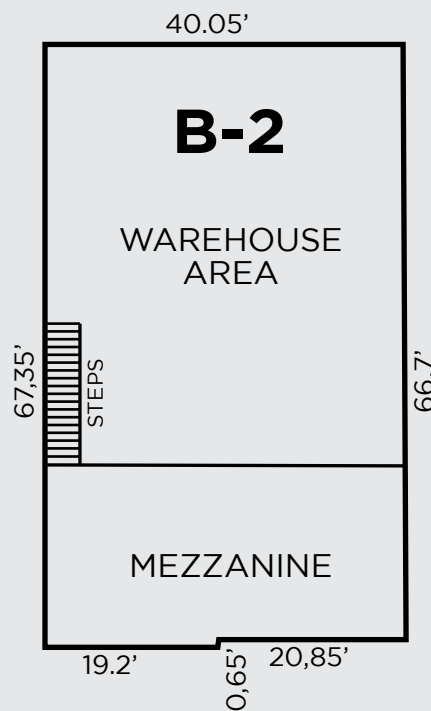 40.05’
B-2
WAREHOUSE
AREA
67,35’
STEPS
66.7’
MEZZANINE
19.2’
0,65’
20,85’